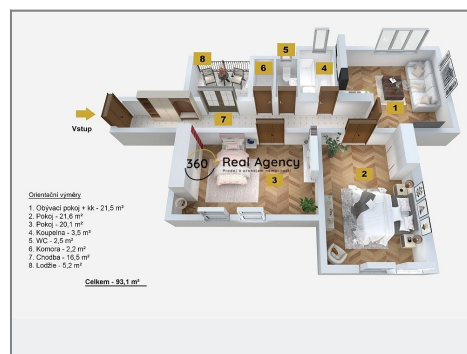 8
5
6
4
1
7
Vstup
360° Real Agency
3
2
Orientační výměry
1. Obývací pokoj + kk - 21,5 m²
2. Pokoj - 21,6 m²
3. Pokoj - 20,1 m²
4. Koupelna - 3,5 m²
5. WC - 2,5 m²
6. Komora - 2,2 m²
7. Chodba - 16,5 m²
8. Lodžie - 5,2 m²
Celkem - 93,1 m²